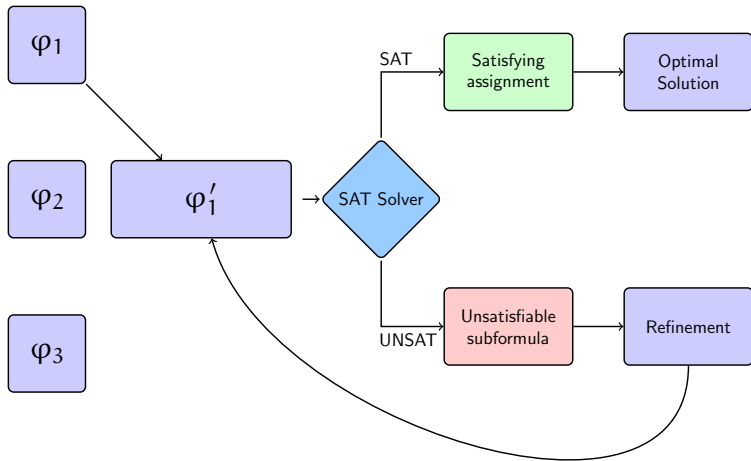 φ₁
SAT
Satisfying
assignment
Optimal
Solution
φ₂
φ₁′
SAT Solver
φ₃
UNSAT
Unsatisfiable
subformula
Refinement